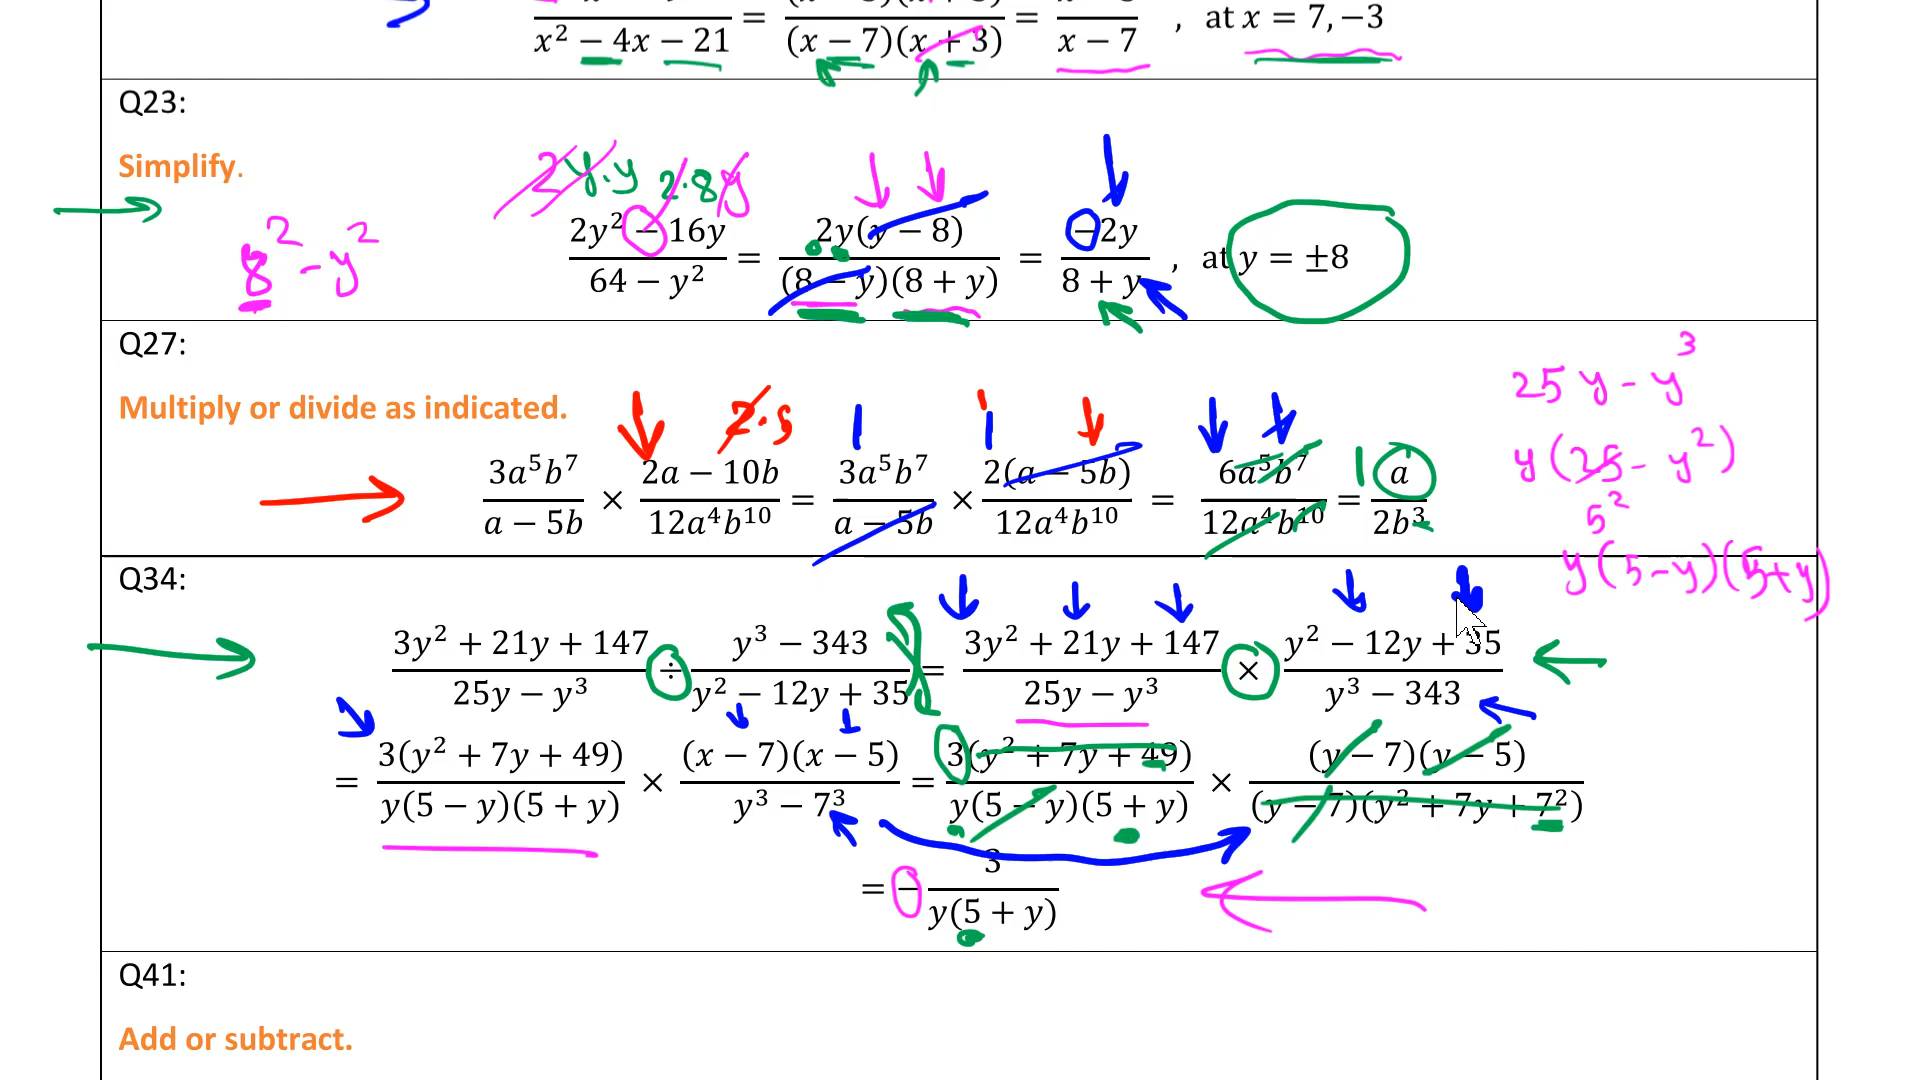 x² − 4x − 21 = (x − 7)(x + 3) = x − 7 , at x = 7, −3
Q23:
Simplify.
2y·y 2·8y
8² − y²
(2y² − 16y)/(64 − y²) = 2y(y − 8)/((8 − y)(8 + y)) = −2y/(8 + y) , at y = ±8
Q27:
Multiply or divide as indicated.
2·5
3a⁵b⁷/(a − 5b) × (2a − 10b)/(12a⁴b¹⁰) = 3a⁵b⁷/(a − 5b) × 2(a − 5b)/(12a⁴b¹⁰) = 6a⁵b⁷/(12a⁴b¹⁰) = a/(2b³)
25y − y³
y(25 − y²)
5²
y(5−y)(5+y)
Q34:
(3y² + 21y + 147)/(25y − y³) ÷ (y³ − 343)/(y² − 12y + 35) = (3y² + 21y + 147)/(25y − y³) × (y² − 12y + 35)/(y³ − 343)
= 3(y² + 7y + 49)/(y(5 − y)(5 + y)) × (x − 7)(x − 5)/(y³ − 7³) = 3(y² + 7y + 49)/(y(5 − y)(5 + y)) × (y − 7)(y − 5)/((y − 7)(y² + 7y + 7²))
= − 3/(y(5 + y))
Q41:
Add or subtract.